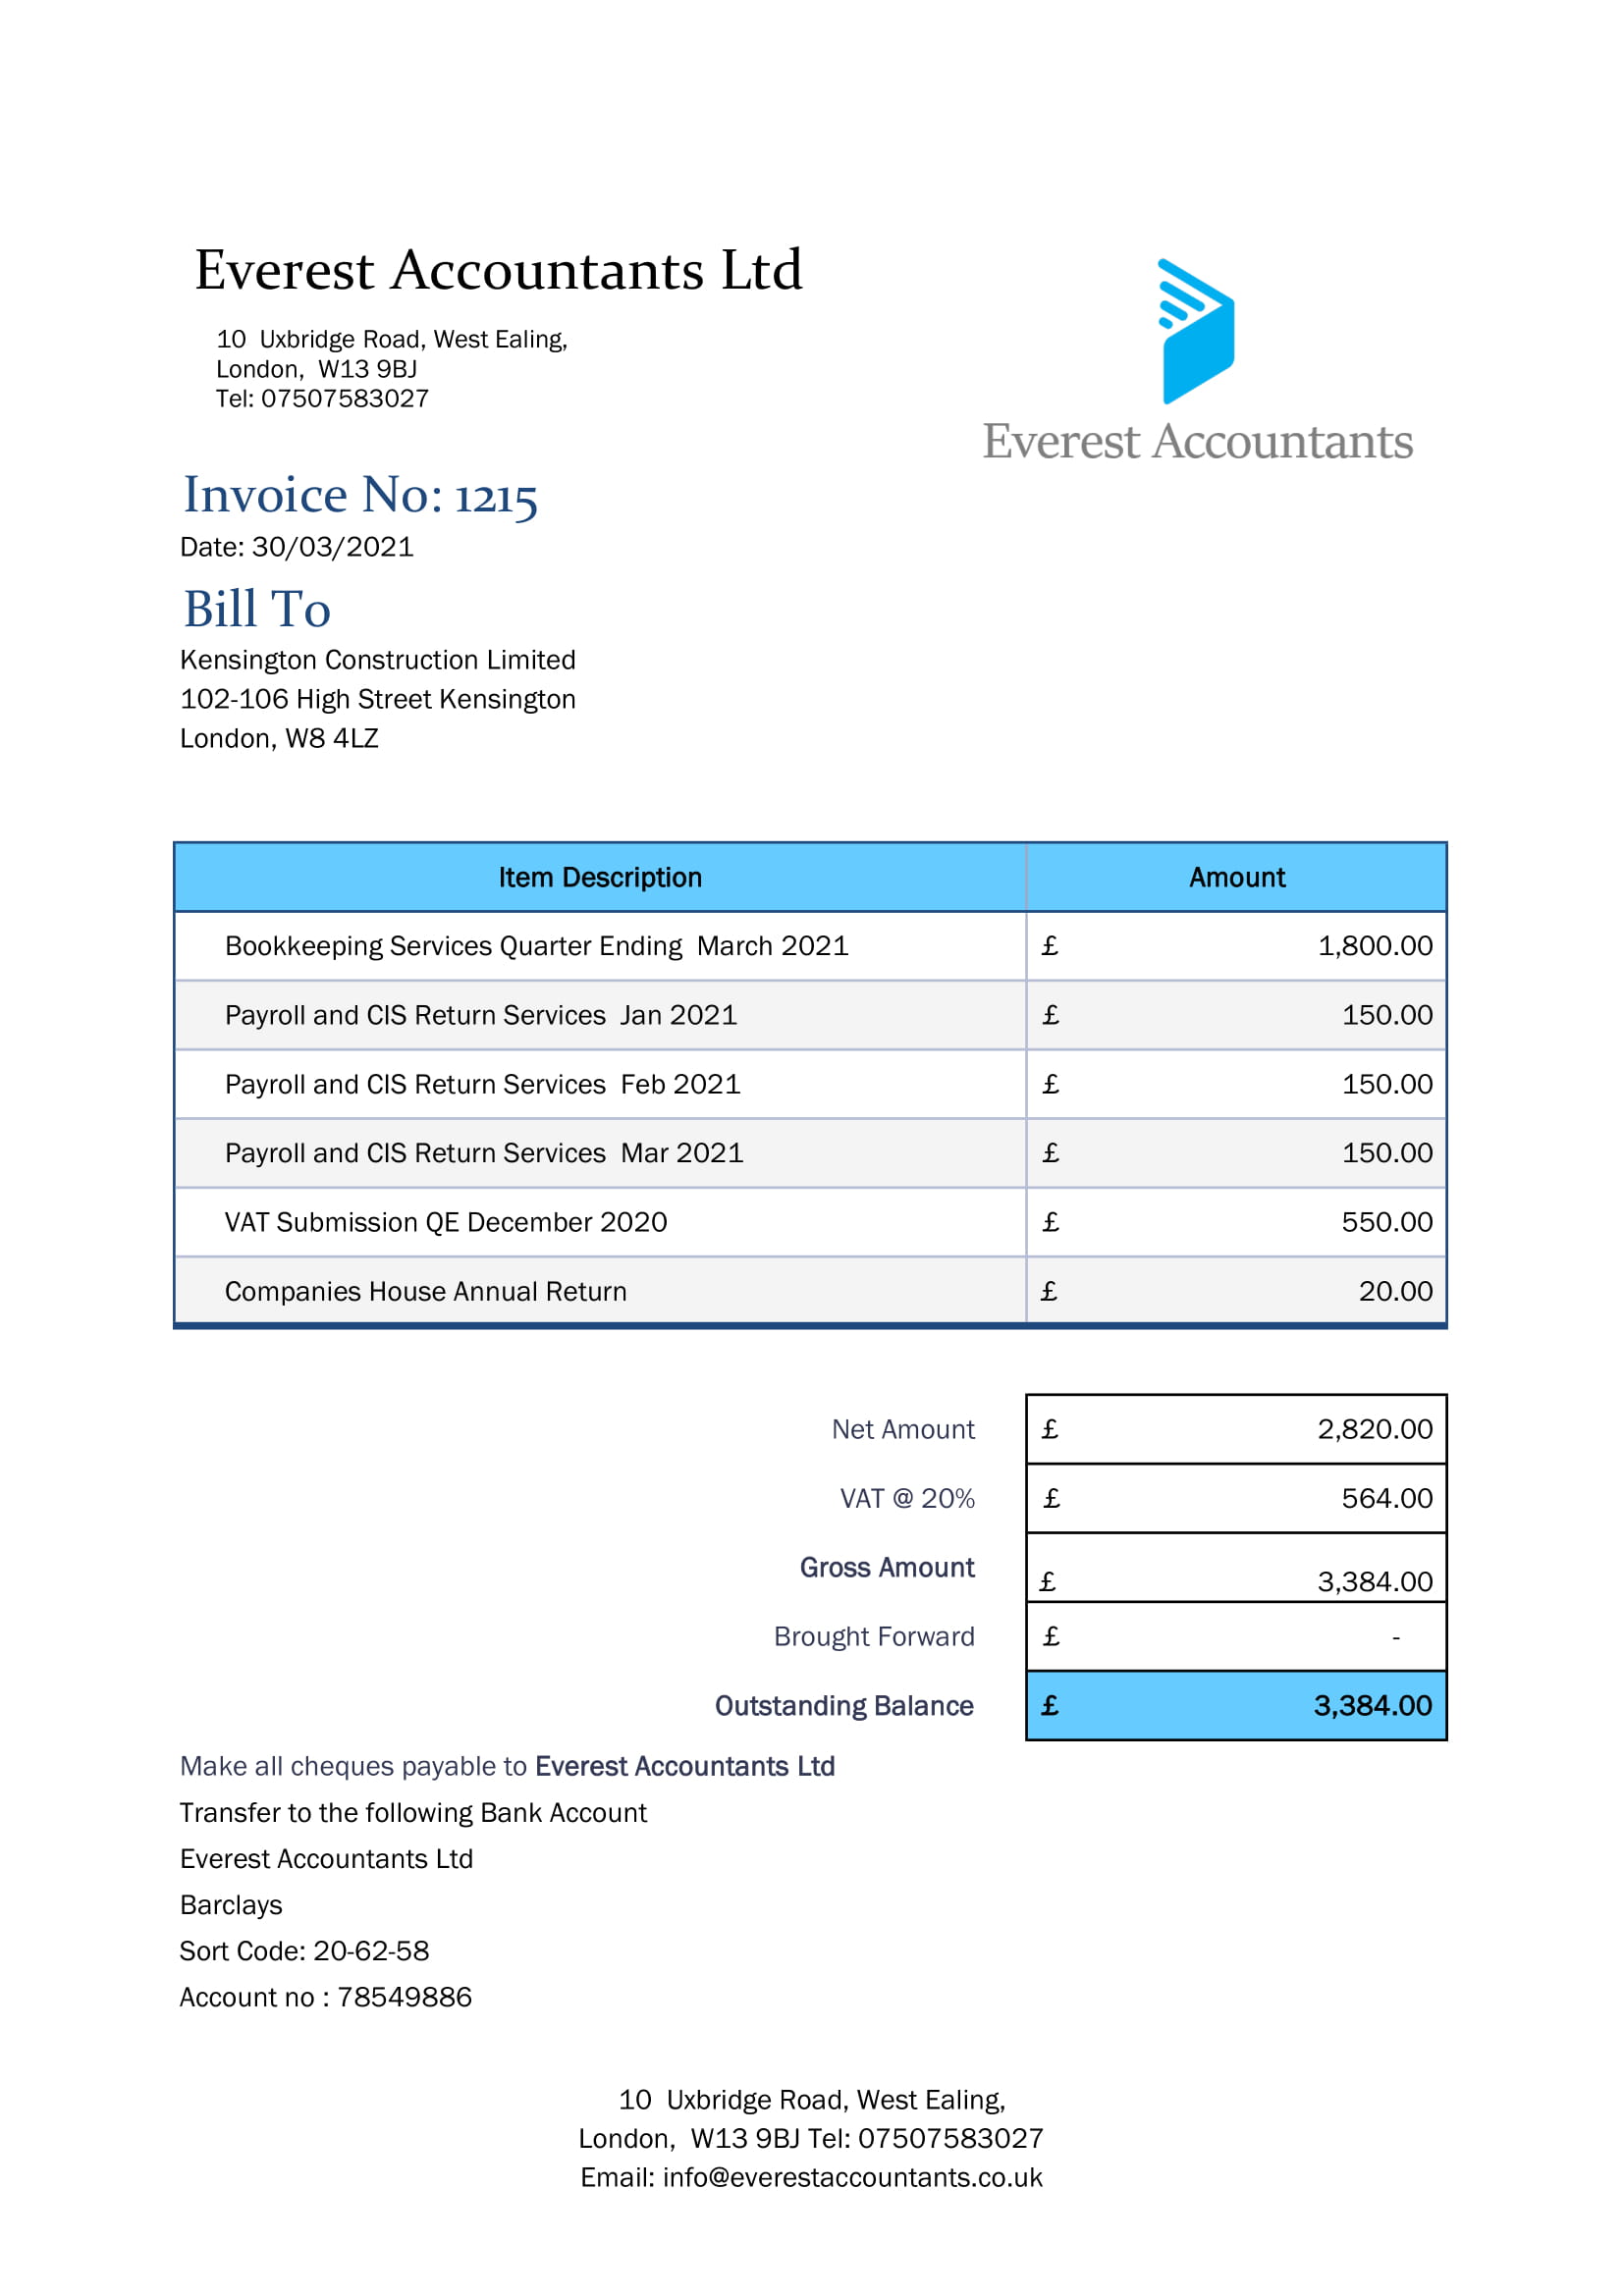 Everest Accountants Ltd
10 Uxbridge Road, West Ealing,
London, W13 9BJ
Tel: 07507583027
Everest Accountants
Invoice No: 1215
Date: 30/03/2021
Bill To
Kensington Construction Limited
102-106 High Street Kensington
London, W8 4LZ
Item Description Amount
Bookkeeping Services Quarter Ending March 2021 £ 1,800.00
Payroll and CIS Return Services Jan 2021 £ 150.00
Payroll and CIS Return Services Feb 2021 £ 150.00
Payroll and CIS Return Services Mar 2021 £ 150.00
VAT Submission QE December 2020 £ 550.00
Companies House Annual Return £ 20.00
Net Amount £ 2,820.00
VAT @ 20% £ 564.00
Gross Amount £ 3,384.00
Brought Forward £ -
Outstanding Balance £ 3,384.00
Make all cheques payable to Everest Accountants Ltd
Transfer to the following Bank Account
Everest Accountants Ltd
Barclays
Sort Code: 20-62-58
Account no : 78549886
10 Uxbridge Road, West Ealing,
London, W13 9BJ Tel: 07507583027
Email: info@everestaccountants.co.uk